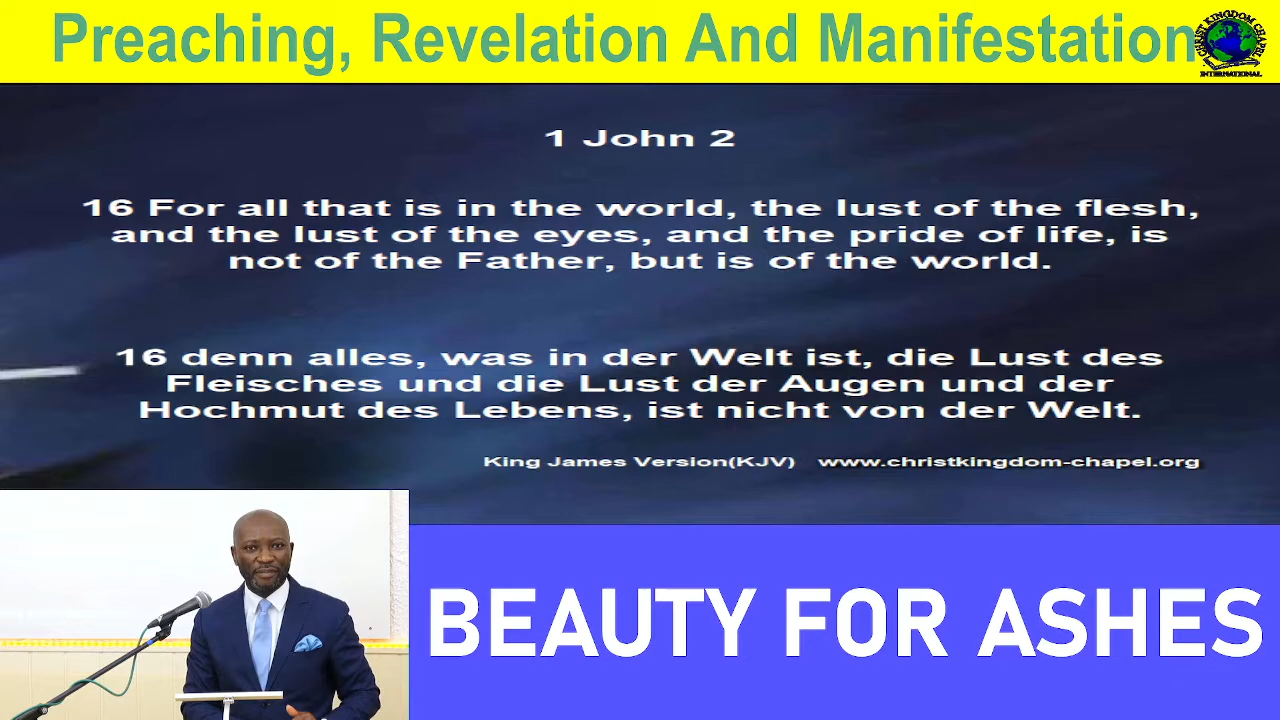 Preaching, Revelation And Manifestation
CHRIST KINGDOM CHAPEL
INTERNATIONAL
1 John 2
16 For all that is in the world, the lust of the flesh,
and the lust of the eyes, and the pride of life, is
not of the Father, but is of the world.
16 denn alles, was in der Welt ist, die Lust des
Fleisches und die Lust der Augen und der
Hochmut des Lebens, ist nicht von der Welt.
King James Version(KJV) www.christkingdom-chapel.org
BEAUTY FOR ASHES